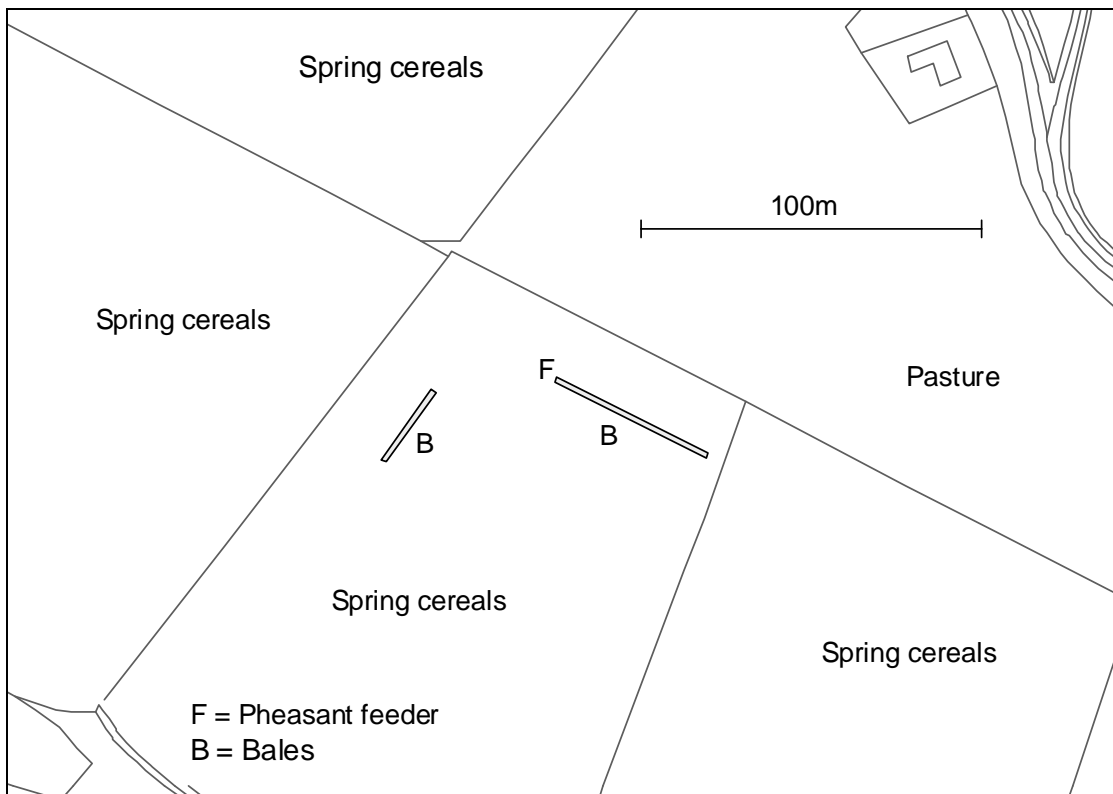 Spring cereals
100m
Spring cereals
Pasture
F
B
B
Spring cereals
Spring cereals
F = Pheasant feeder
B = Bales